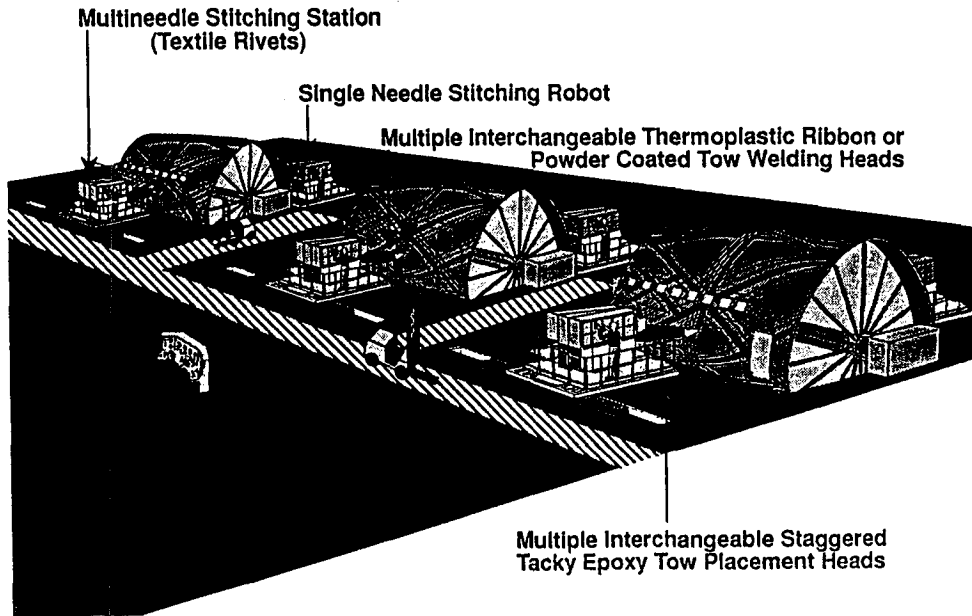 Multineedle Stitching Station
(Textile Rivets)
Single Needle Stitching Robot
Multiple Interchangeable Thermoplastic Ribbon or
Powder Coated Tow Welding Heads
Multiple Interchangeable Staggered
Tacky Epoxy Tow Placement Heads